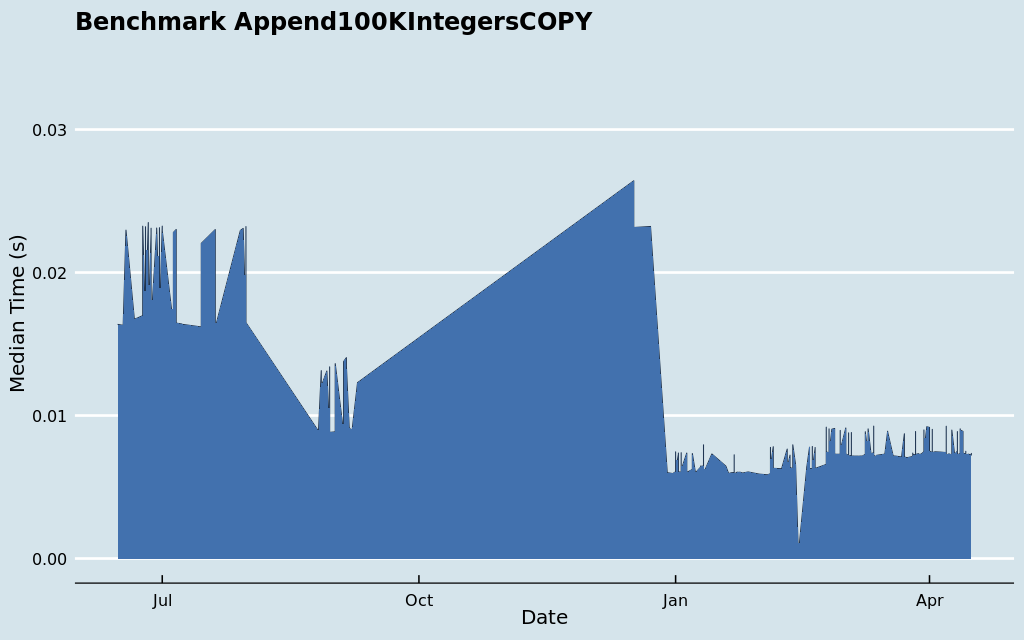 Benchmark Append100KIntegersCOPY
Median Time (s)
0.03
0.02
0.01
0.00
Jul
Oct
Jan
Apr
Date